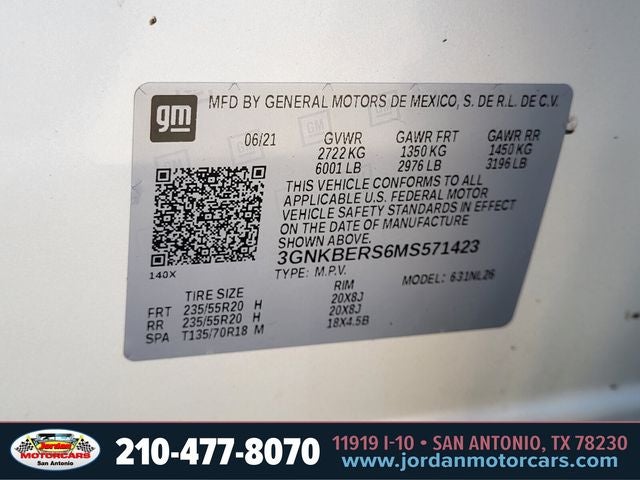 gm
MFD BY GENERAL MOTORS DE MEXICO, S. DE R.L. DE C.V.
06/21 GVWR GAWR FRT GAWR RR
2722 KG 1350 KG 1450 KG
6001 LB 2976 LB 3196 LB
THIS VEHICLE CONFORMS TO ALL
APPLICABLE U.S. FEDERAL MOTOR
VEHICLE SAFETY STANDARDS IN EFFECT
ON THE DATE OF MANUFACTURE
SHOWN ABOVE.
140X
3GNKBERS6MS571423
TYPE: M.P.V. MODEL: 631NL26
TIRE SIZE RIM
FRT 235/55R20 H 20X8J
RR 235/55R20 H 20X8J
SPA T135/70R18 M 18X4.5B
Jordan
MOTORCARS
San Antonio
210-477-8070
11919 I-10 • SAN ANTONIO, TX 78230
www.jordanmotorcars.com